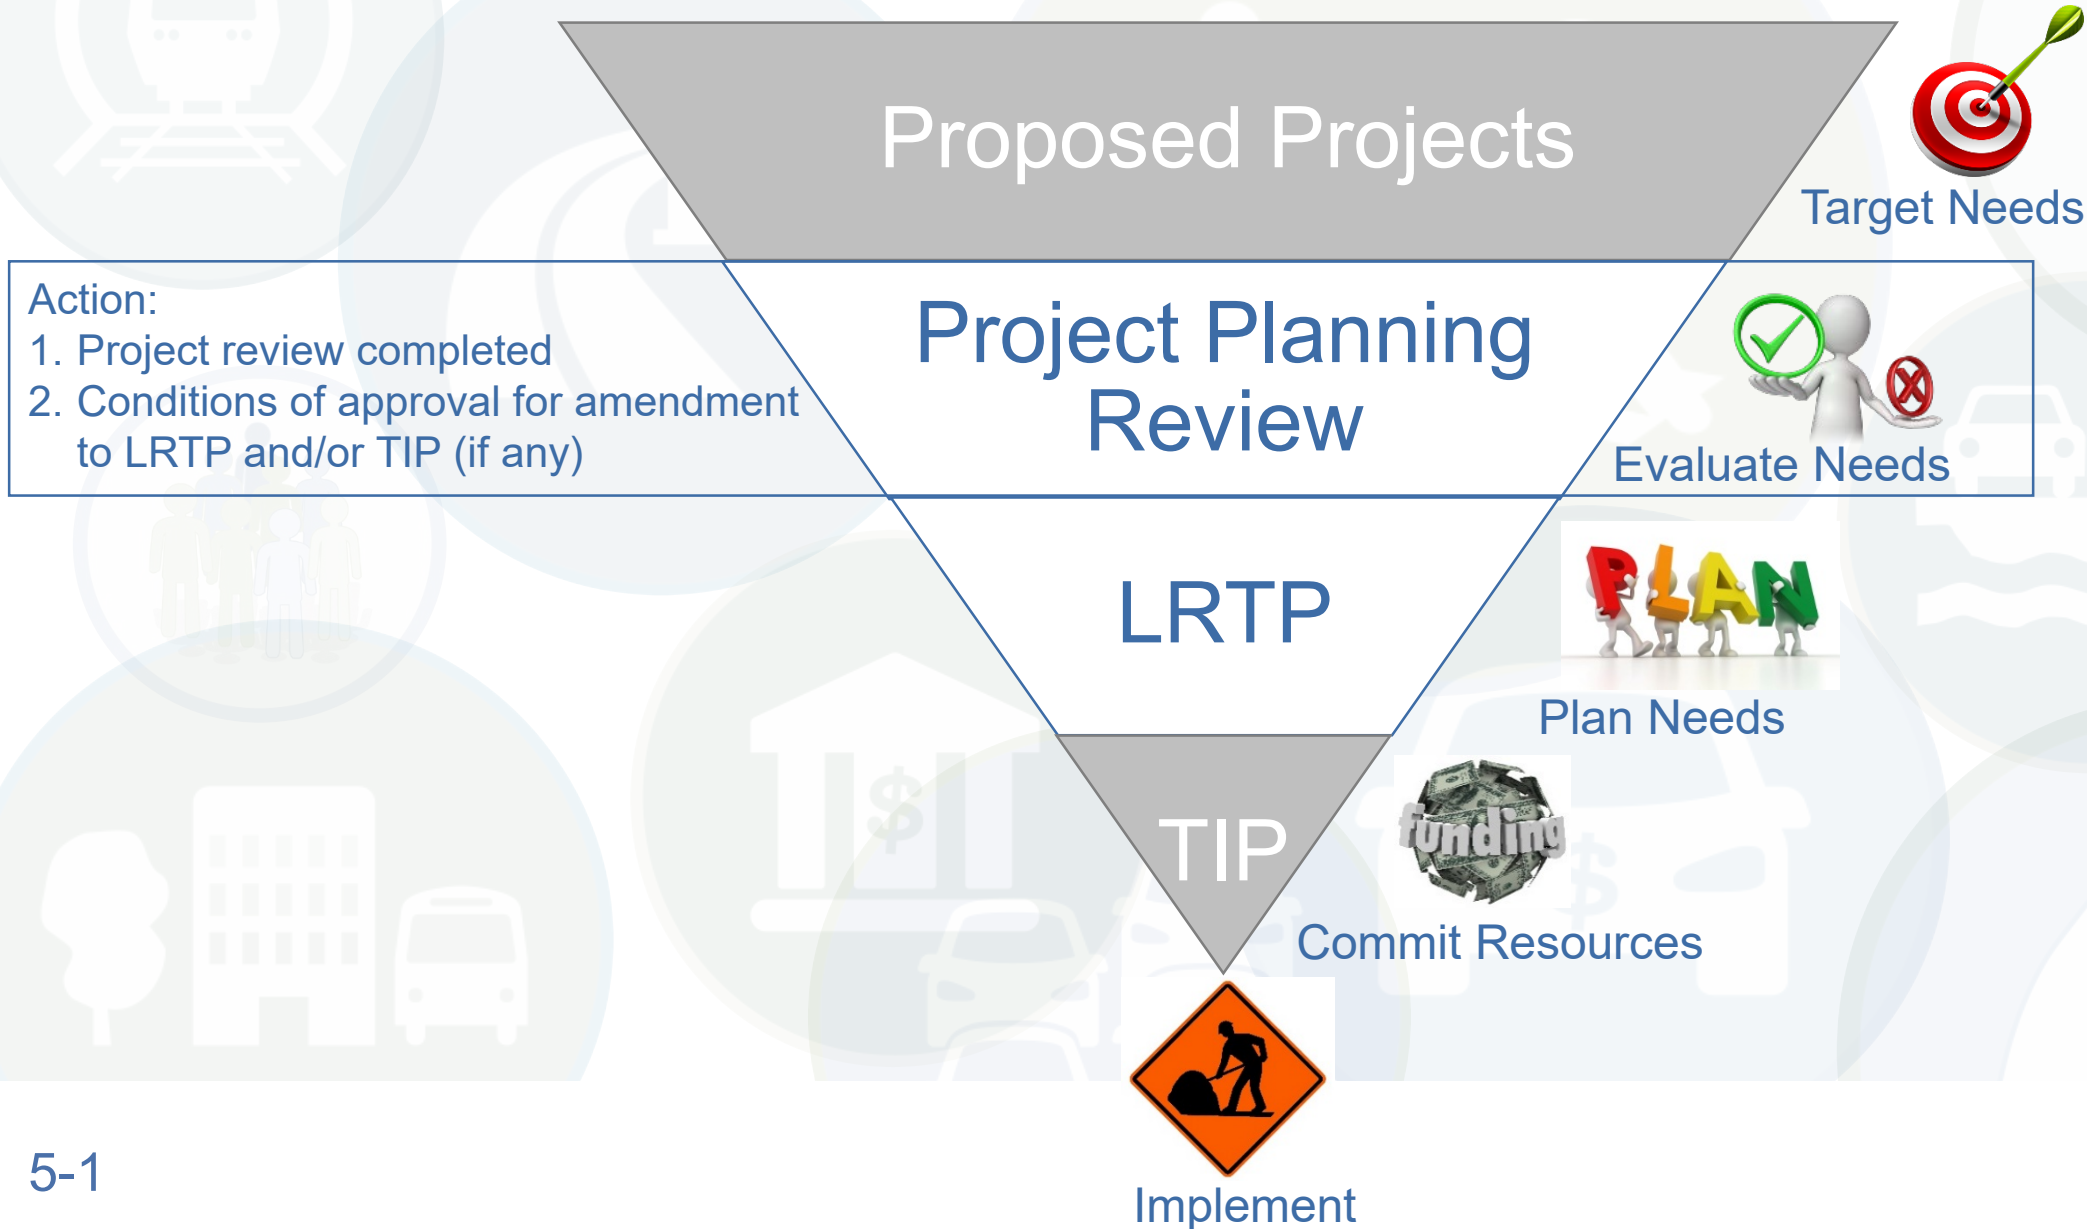 Proposed Projects
Target Needs
Action:
1. Project review completed
2. Conditions of approval for amendment
to LRTP and/or TIP (if any)
Project Planning
Review
X
Evaluate Needs
LRTP
PLAN
Plan Needs
$
TIP
funding
$
Commit Resources
5-1
Implement